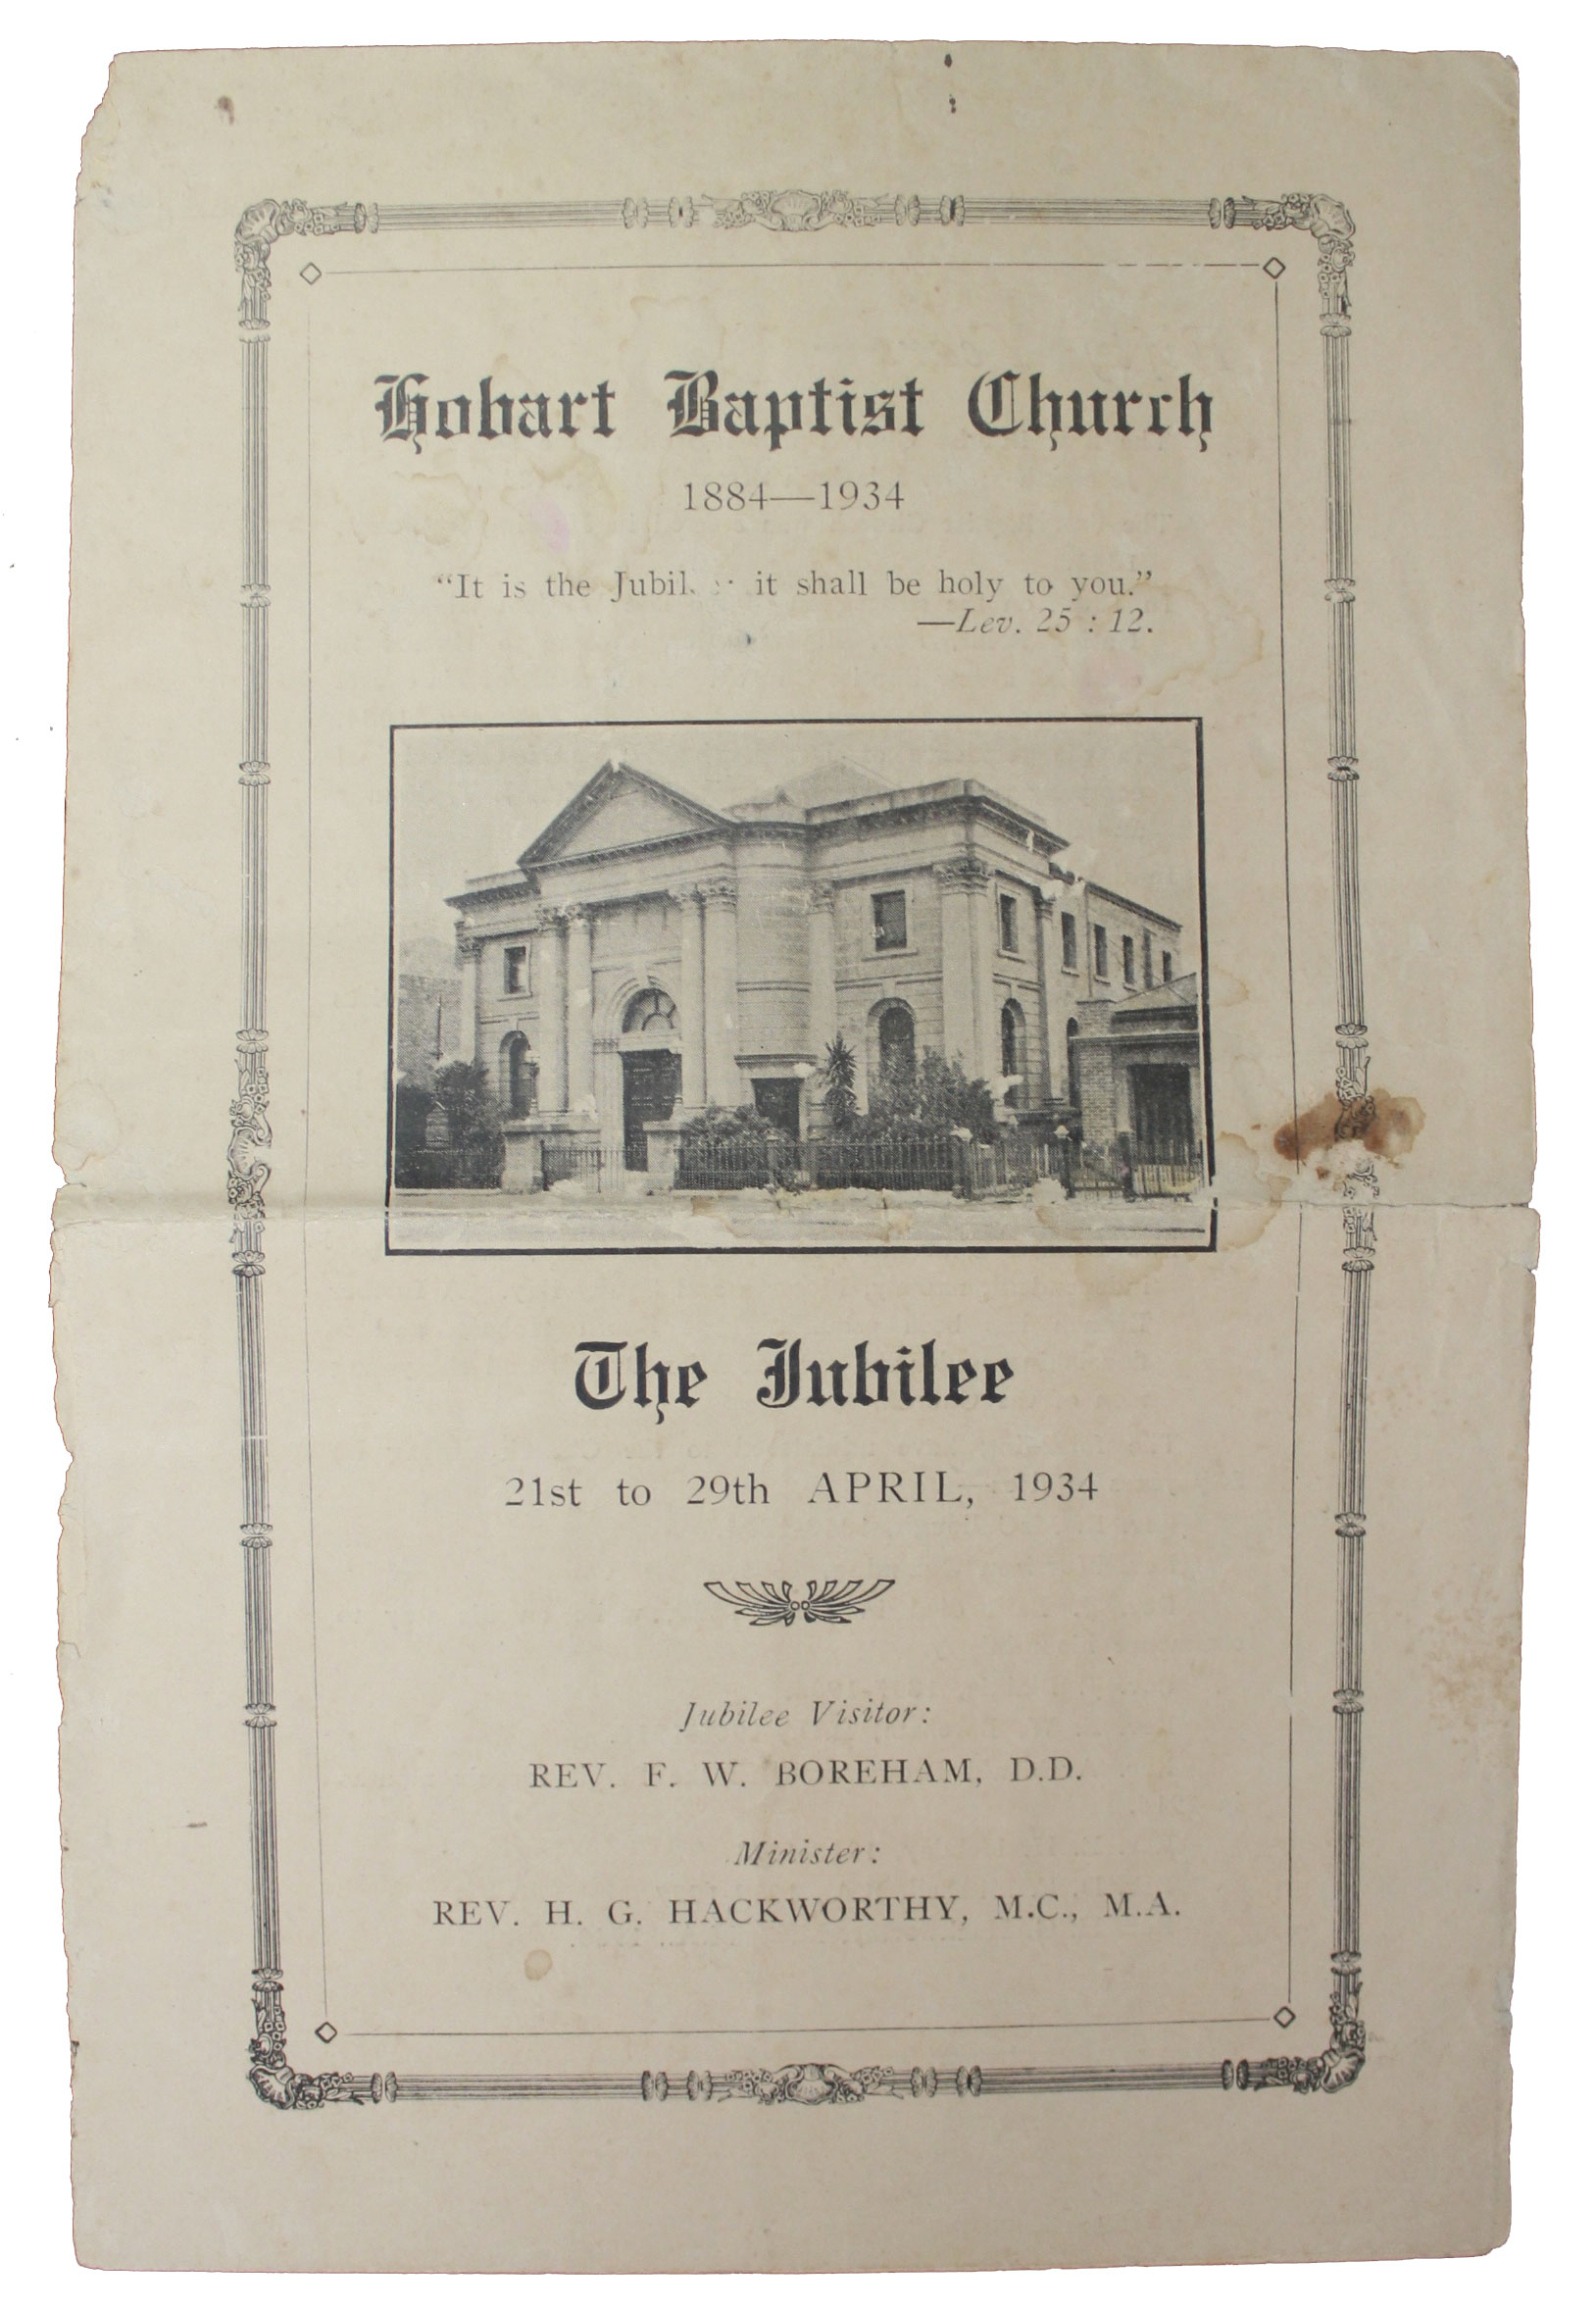 Hobart Baptist Church
1884—1934
“It is the Jubil it shall be holy to you.”
—Lev. 25 : 12.
The Jubilee
21st to 29th APRIL, 1934
Jubilee Visitor:
REV. F. W. BOREHAM, D.D.
Minister:
REV. H. G. HACKWORTHY, M.C., M.A.